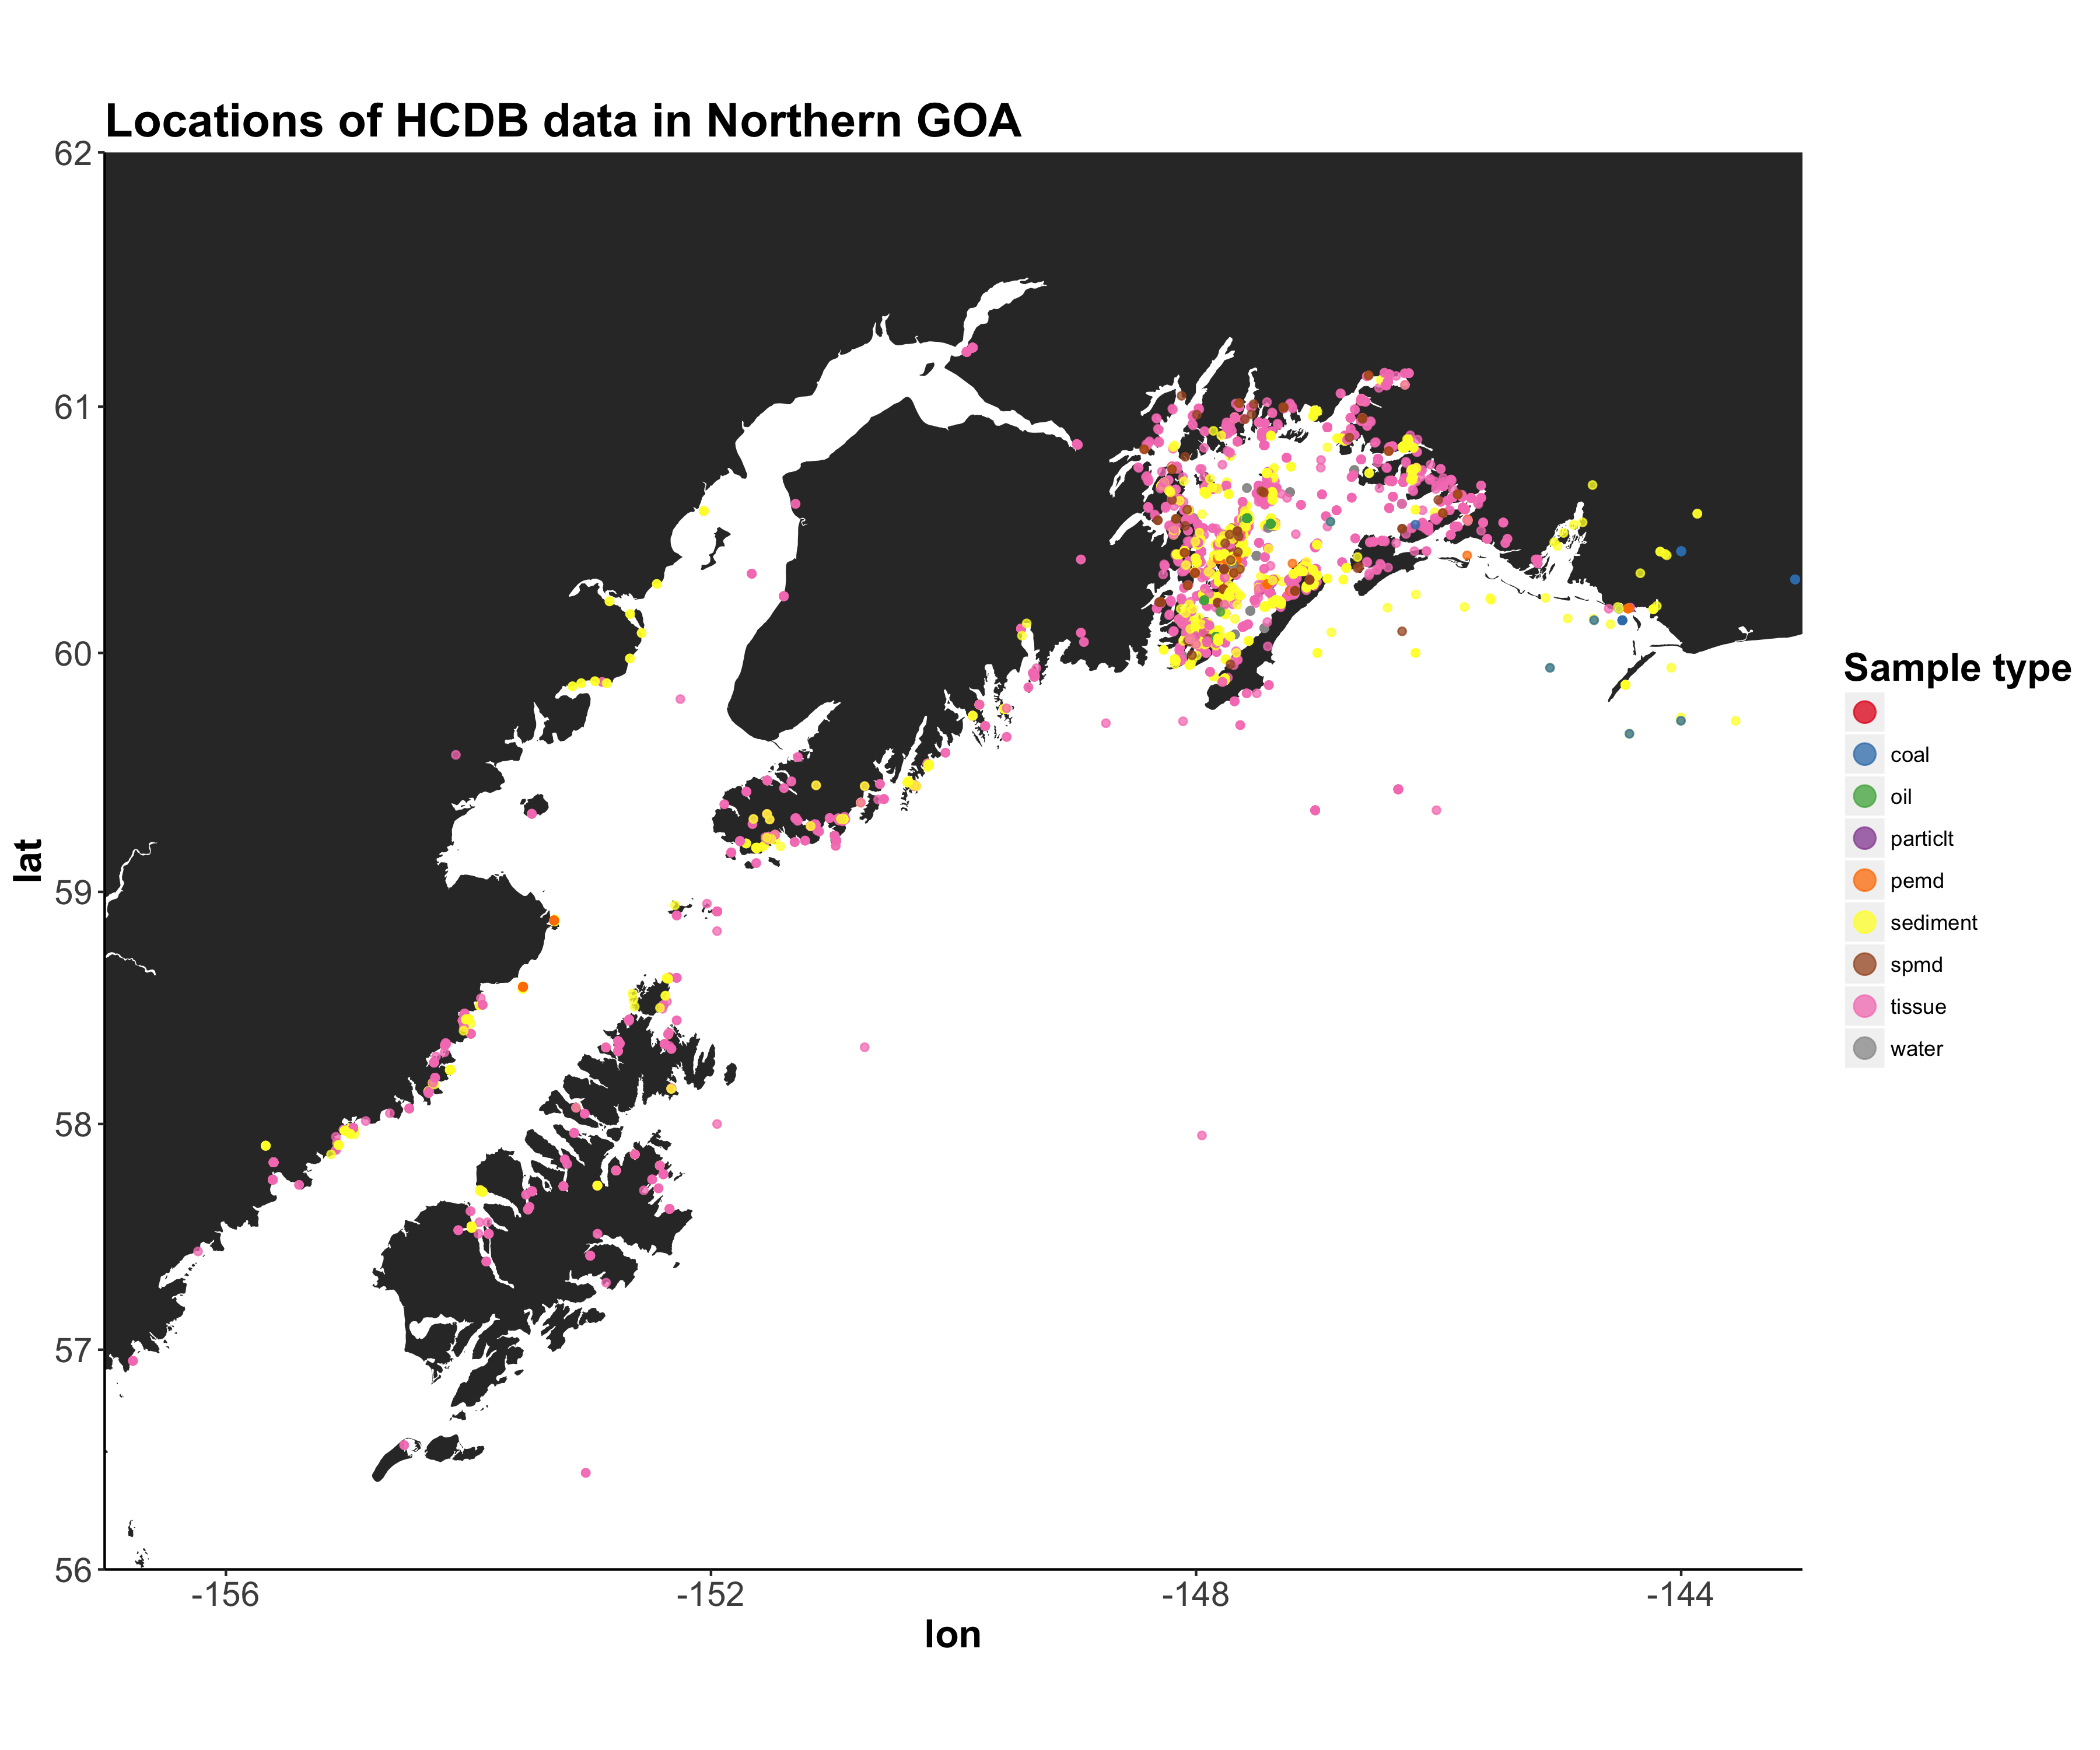 Locations of HCDB data in Northern GOA
62
61
60
59
58
57
56
lat
-156
-152
-148
-144
lon
Sample type
coal
oil
particlt
pemd
sediment
spmd
tissue
water